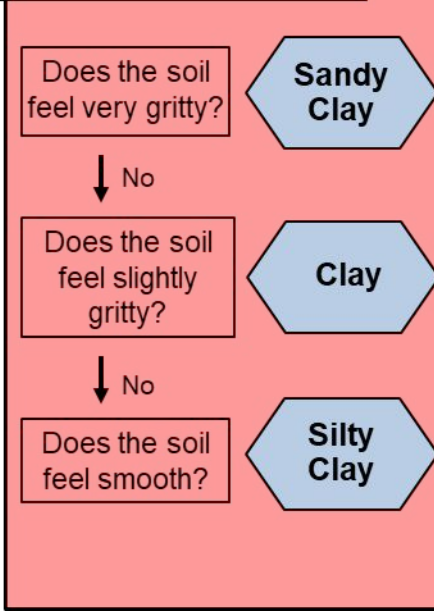 Does the soil
feel very gritty?
Sandy
Clay
No
Does the soil
feel slightly
gritty?
Clay
No
Does the soil
feel smooth?
Silty
Clay